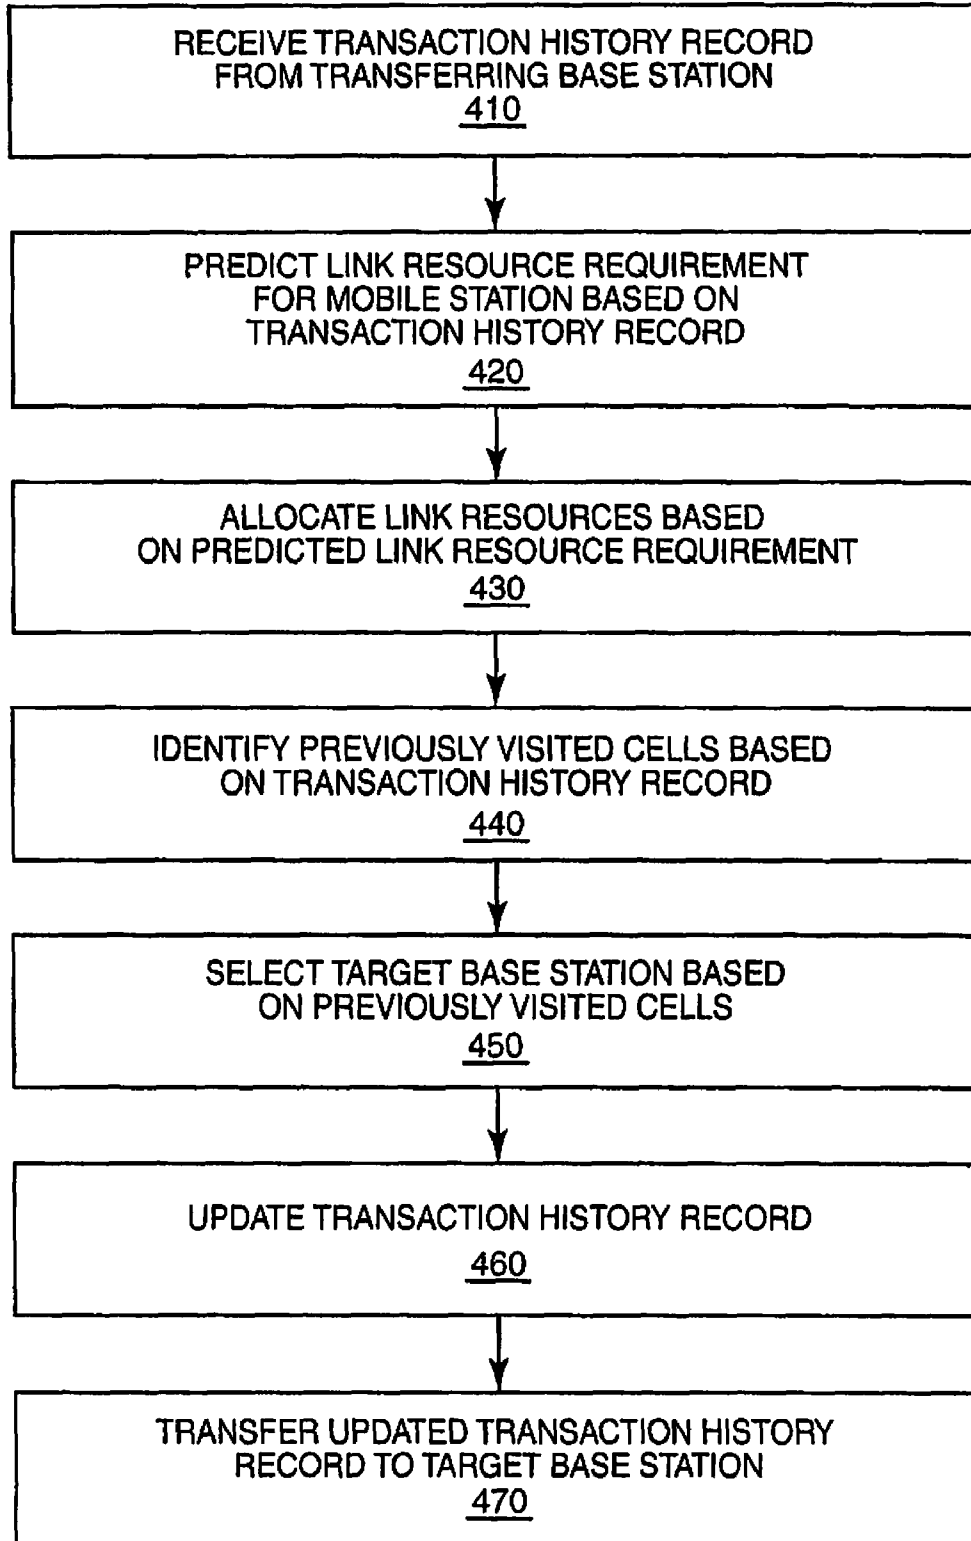 RECEIVE TRANSACTION HISTORY RECORD
FROM TRANSFERRING BASE STATION
410
PREDICT LINK RESOURCE REQUIREMENT
FOR MOBILE STATION BASED ON
TRANSACTION HISTORY RECORD
420
ALLOCATE LINK RESOURCES BASED
ON PREDICTED LINK RESOURCE REQUIREMENT
430
IDENTIFY PREVIOUSLY VISITED CELLS BASED
ON TRANSACTION HISTORY RECORD
440
SELECT TARGET BASE STATION BASED
ON PREVIOUSLY VISITED CELLS
450
UPDATE TRANSACTION HISTORY RECORD
460
TRANSFER UPDATED TRANSACTION HISTORY
RECORD TO TARGET BASE STATION
470